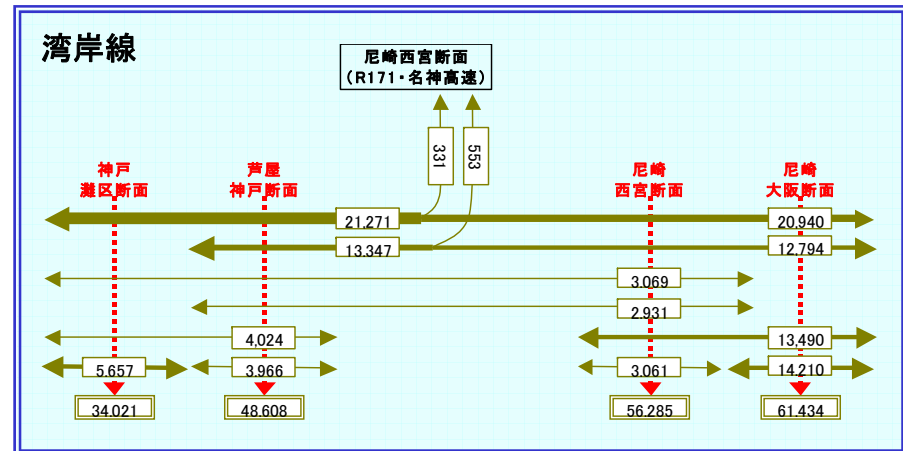 湾岸線
尼崎西宮断面
(R171・名神高速)
331
553
神戸
灘区断面
芦屋
神戸断面
尼崎
西宮断面
尼崎
大阪断面
21,271
20,940
13,347
12,794
3,069
2,931
4,024
13,490
5,657
3,966
3,061
14,210
34,021
48,608
56,285
61,434